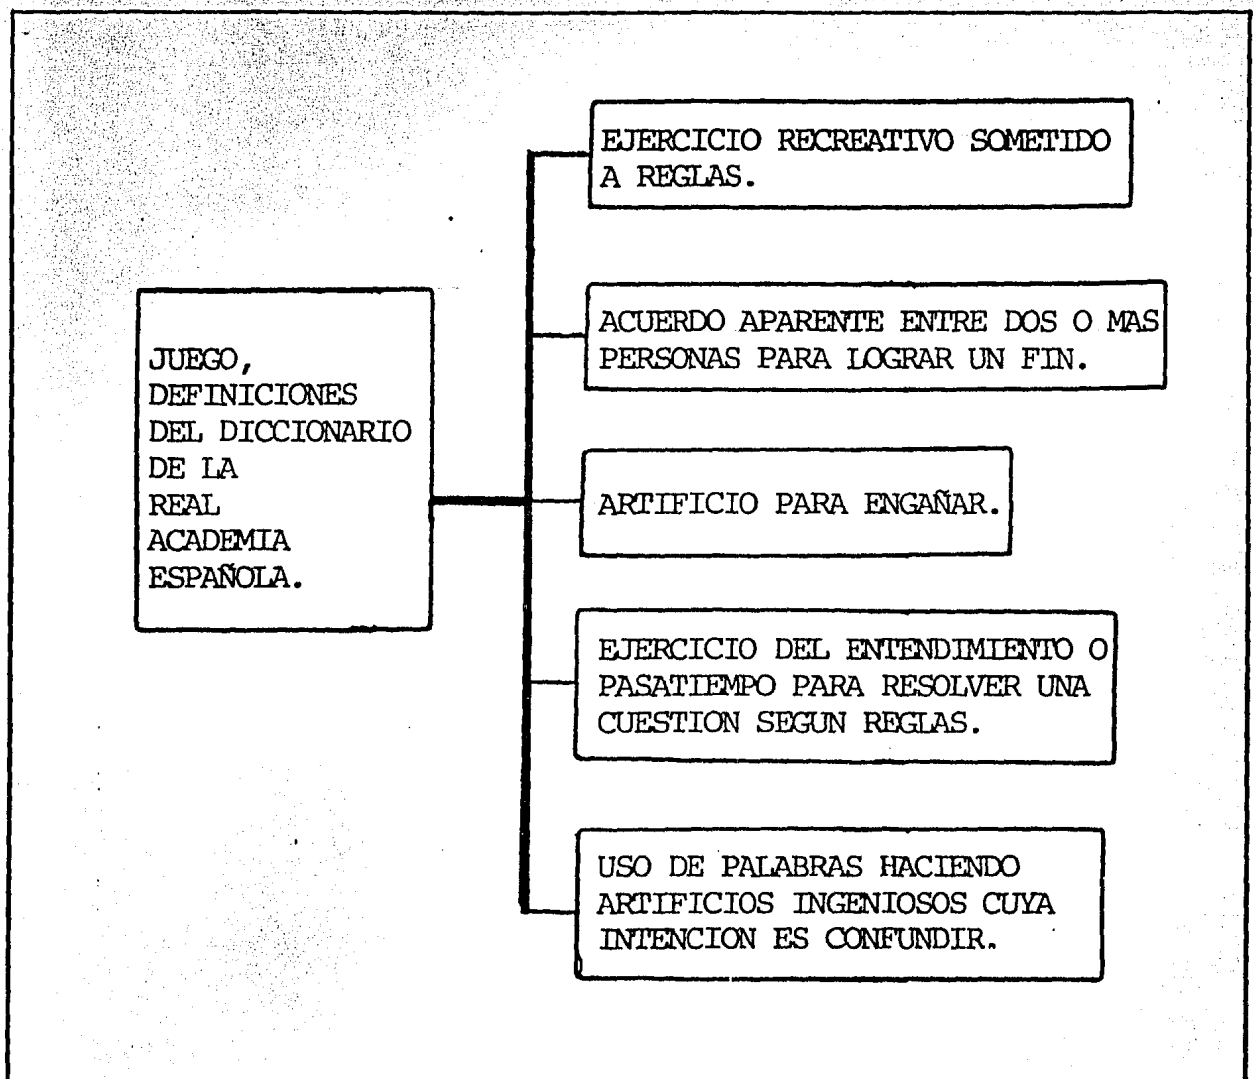 EJERCICIO RECREATIVO SOMETIDO
A REGLAS.
ACUERDO APARENTE ENTRE DOS O MAS
PERSONAS PARA LOGRAR UN FIN.
JUEGO,
DEFINICIONES
DEL DICCIONARIO
DE LA
REAL
ACADEMIA
ESPAÑOLA.
ARTIFICIO PARA ENGAÑAR.
EJERCICIO DEL ENTENDIMIENTO O
PASATIEMPO PARA RESOLVER UNA
CUESTION SEGUN REGLAS.
USO DE PALABRAS HACIENDO
ARTIFICIOS INGENIOSOS CUYA
INTENCION ES CONFUNDIR.